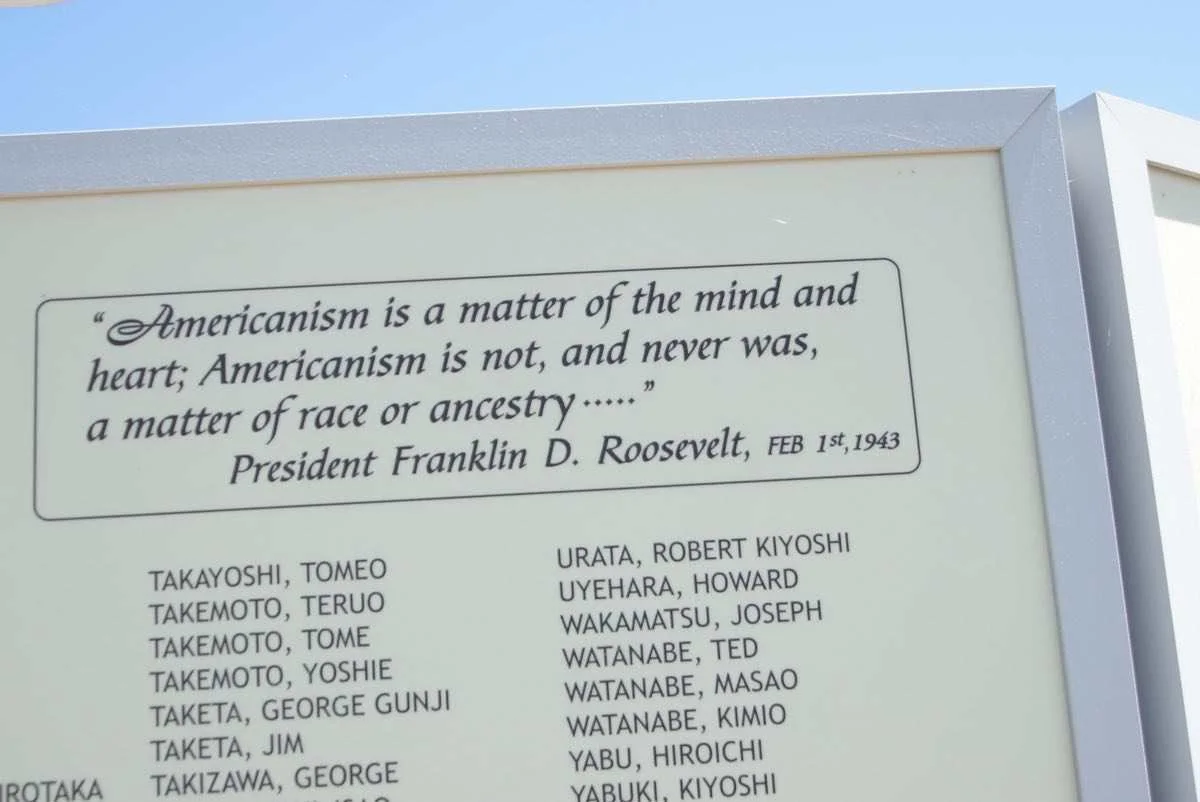 “Americanism is a matter of the mind and
heart; Americanism is not, and never was,
a matter of race or ancestry.....”
President Franklin D. Roosevelt, FEB 1st, 1943
TAKAYOSHI, TOMEO
TAKEMOTO, TERUO
TAKEMOTO, TOME
TAKEMOTO, YOSHIE
TAKETA, GEORGE GUNJI
TAKETA, JIM
TAKIZAWA, GEORGE
URATA, ROBERT KIYOSHI
UYEHARA, HOWARD
WAKAMATSU, JOSEPH
WATANABE, TED
WATANABE, MASAO
WATANABE, KIMIO
YABU, HIROICHI
YABUKI, KIYOSHI